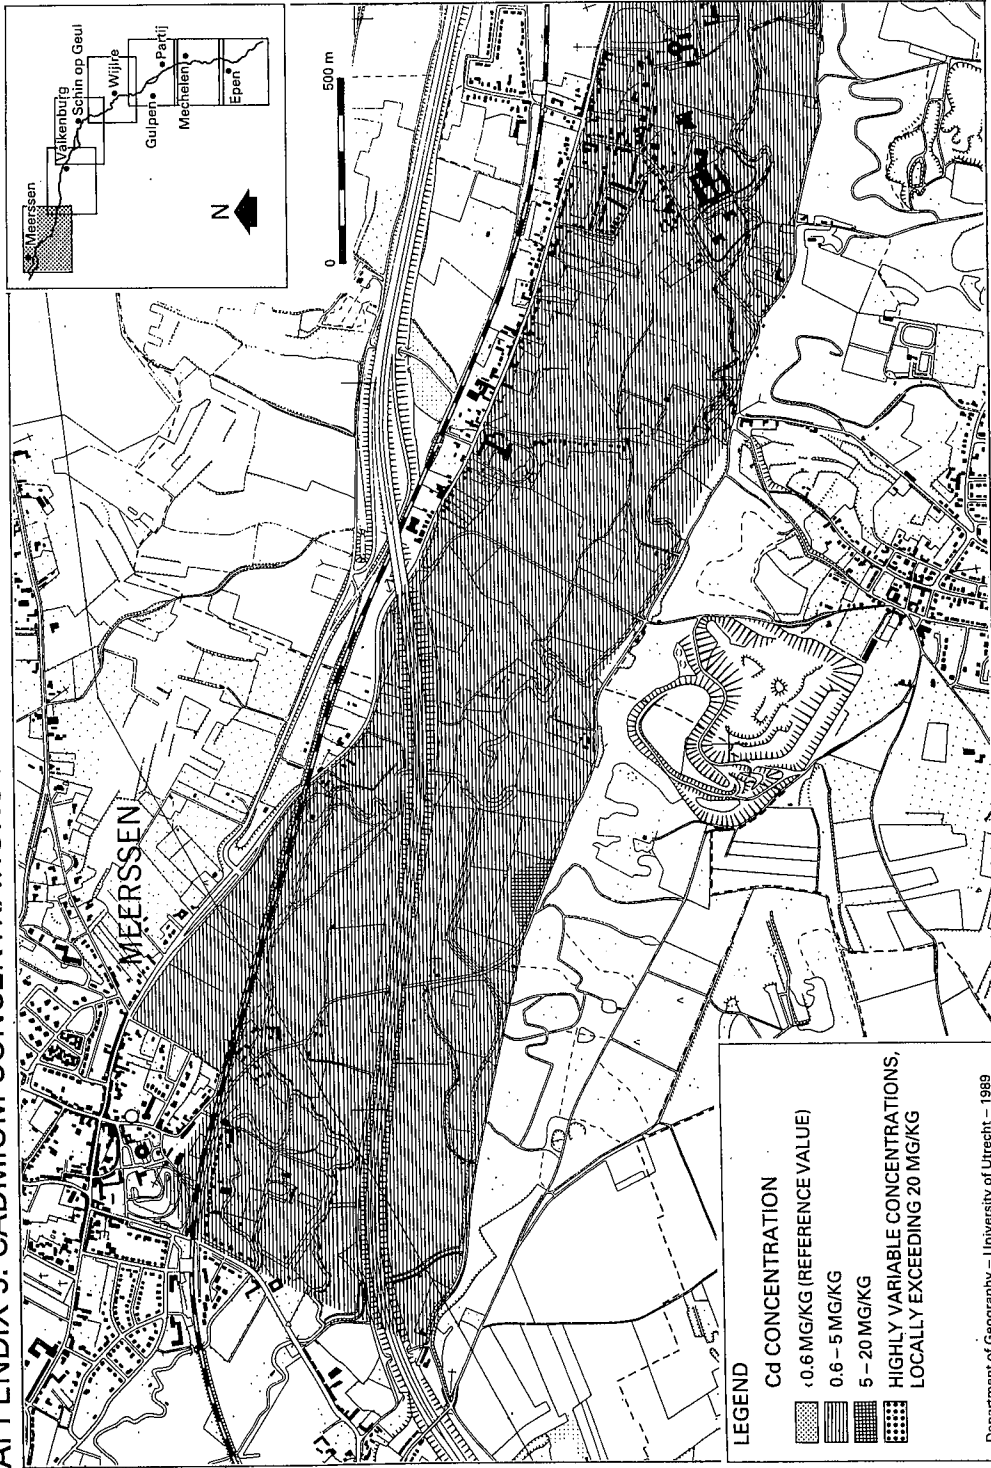 MEERSSEN
Meerssen
Valkenburg
Schin op Geul
Wijlre
Gulpen
Partij
Mechelen
Epen
N
0
500 m
LEGEND
Cd CONCENTRATION
<0.6 MG/KG (REFERENCE VALUE)
0.6 – 5 MG/KG
5 – 20 MG/KG
HIGHLY VARIABLE CONCENTRATIONS,
LOCALLY EXCEEDING 20 MG/KG
Department of Geography – University of Utrecht – 1989